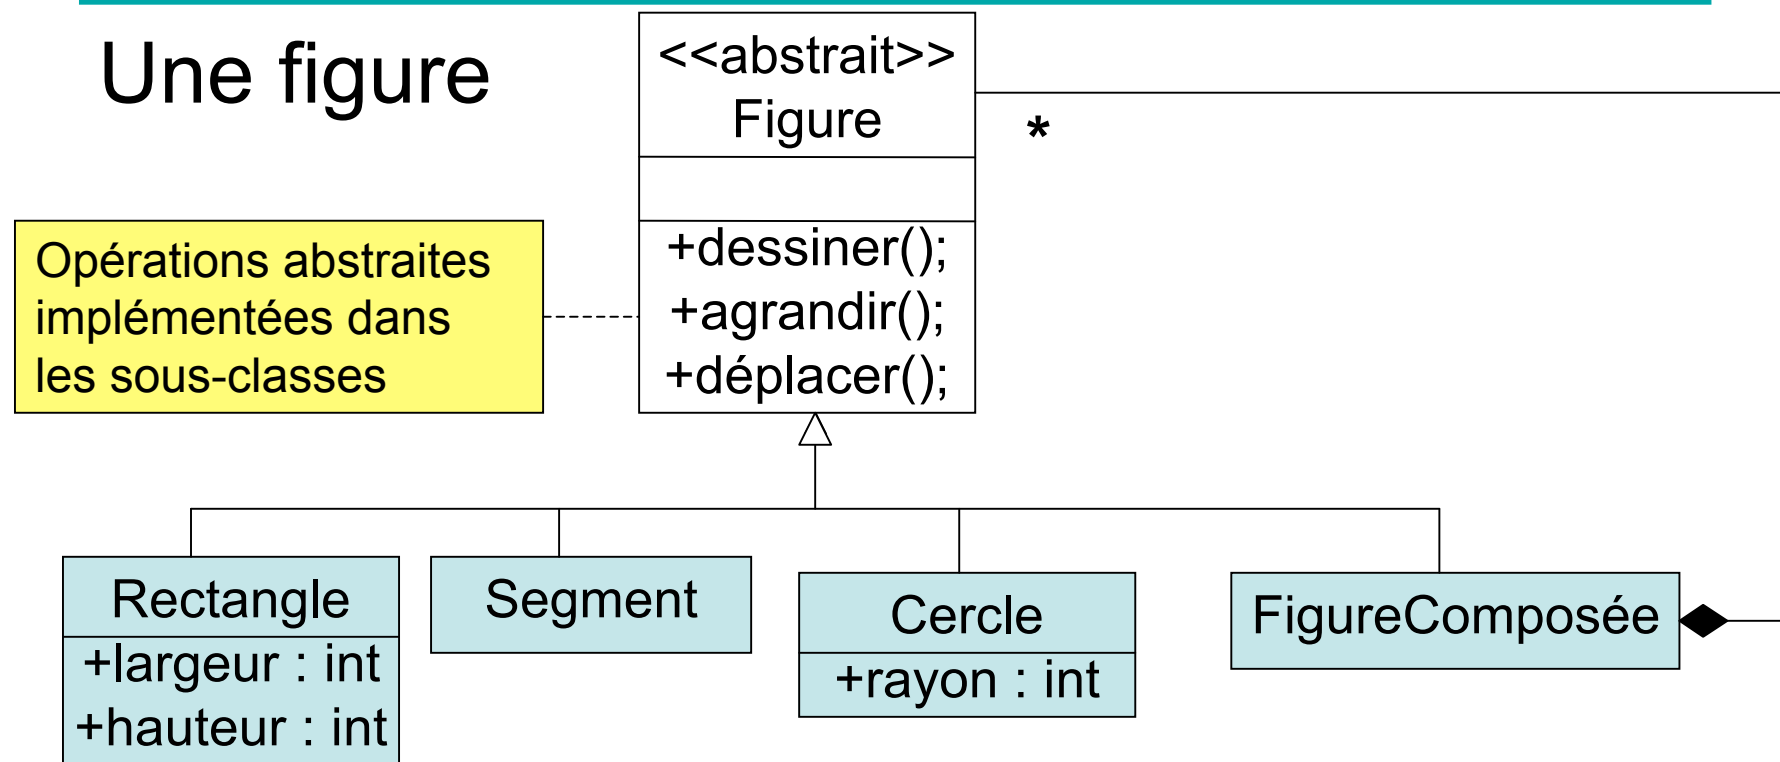 Une figure
<<abstrait>>
Figure
*
+dessiner();
+agrandir();
+déplacer();
Opérations abstraites
implémentées dans
les sous-classes
Rectangle
+largeur : int
+hauteur : int
Segment
Cercle
+rayon : int
FigureComposée